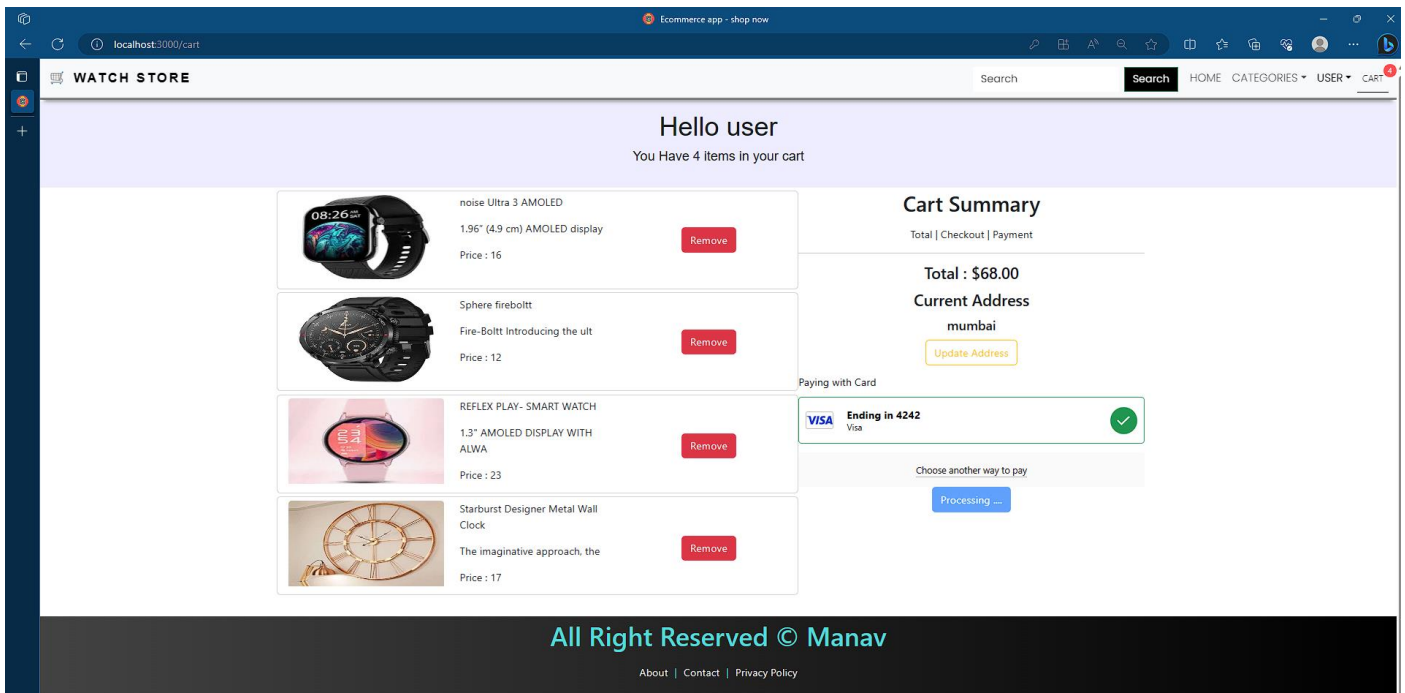 Ecommerce app - shop now
localhost:3000/cart
WATCH STORE
Search
Search
HOME
CATEGORIES
USER
CART
4
Hello user
You Have 4 items in your cart
08:26
SAT
noise Ultra 3 AMOLED
1.96" (4.9 cm) AMOLED display
Price : 16
Remove
Sphere fireboltt
Fire-Boltt Introducing the ult
Price : 12
Remove
REFLEX PLAY- SMART WATCH
1.3" AMOLED DISPLAY WITH
ALWA
Price : 23
Remove
Starburst Designer Metal Wall
Clock
The imaginative approach, the
Price : 17
Remove
Cart Summary
Total | Checkout | Payment
Total : $68.00
Current Address
mumbai
Update Address
Paying with Card
VISA
Ending in 4242
Visa
Choose another way to pay
Processing ....
All Right Reserved © Manav
About | Contact | Privacy Policy